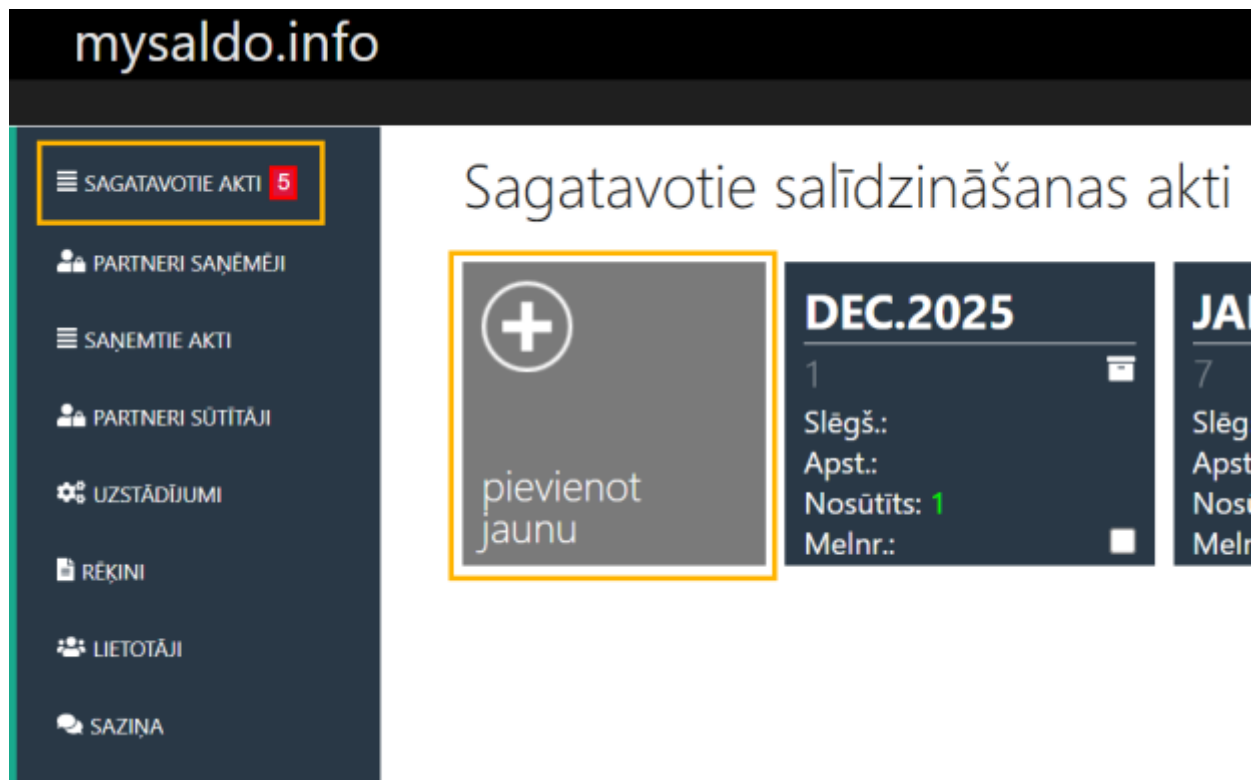 mysaldo.info
SAGATAVOTIE AKTI 5
PARTNERI SAŅĒMĒJI
SAŅEMTIE AKTI
PARTNERI SŪTĪTĀJI
UZSTĀDĪJUMI
RĒĶINI
LIETOTĀJI
SAZIŅA
Sagatavotie salīdzināšanas akti
pievienot
jaunu
DEC.2025
1
Slēgš.:
Apst.:
Nosūtīts: 1
Melnr.:
7